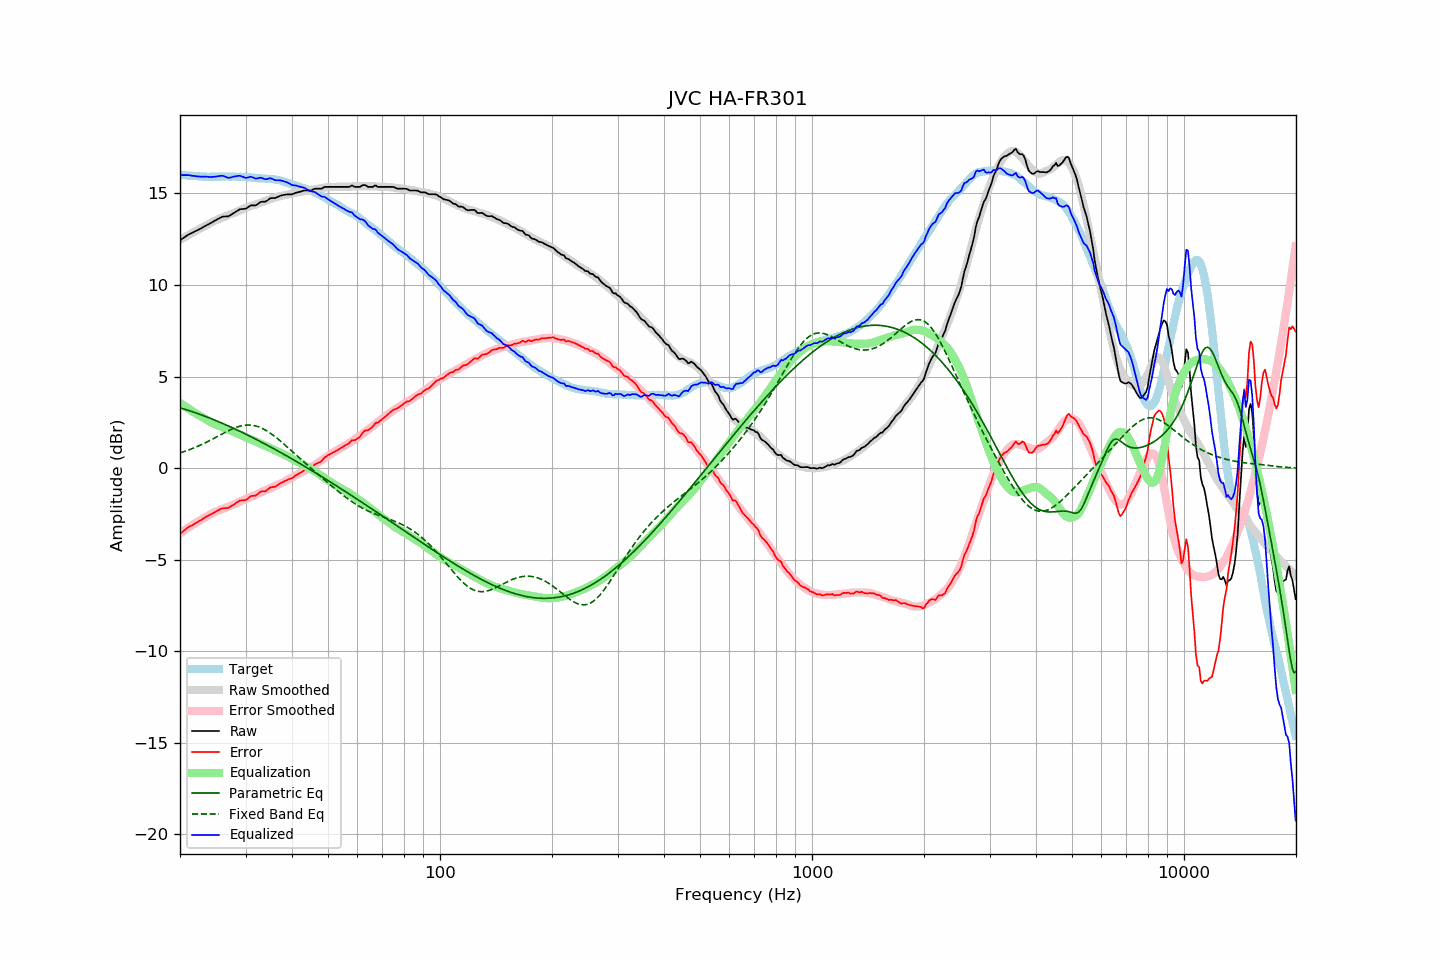 JVC HA-FR301
Amplitude (dBr)
15
10
5
0
−5
−10
−15
−20
Target
Raw Smoothed
Error Smoothed
Raw
Error
Equalization
Parametric Eq
Fixed Band Eq
Equalized
100
1000
10000
Frequency (Hz)